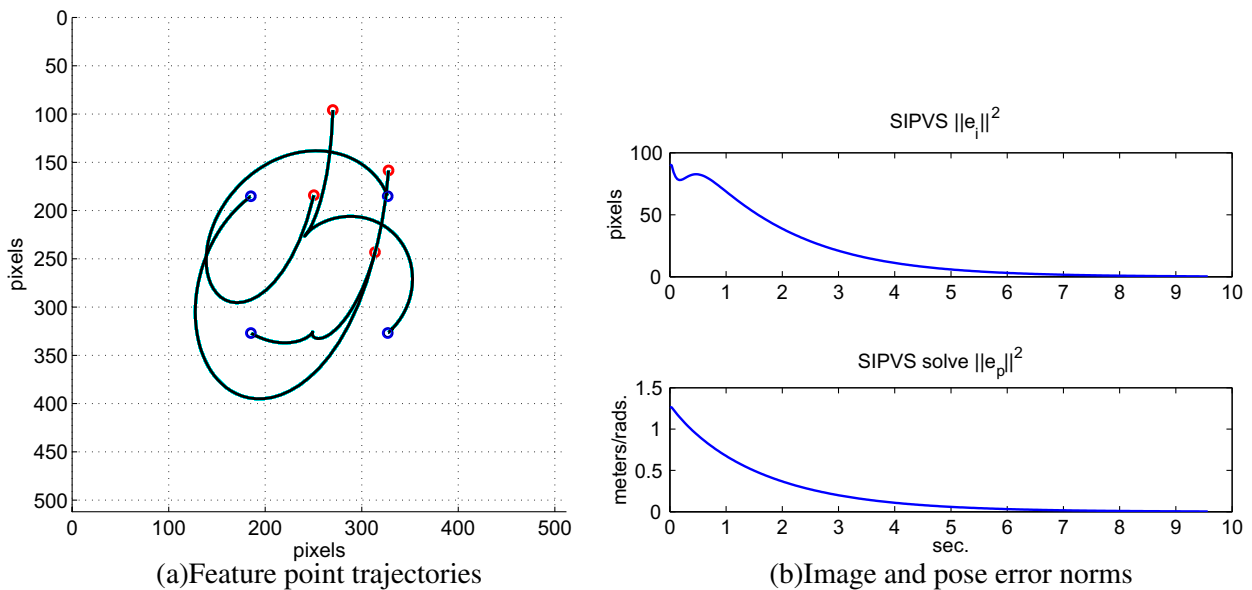 0
50
100
150
200
250
300
350
400
450
500
pixels
0 100 200 300 400 500
pixels
(a)Feature point trajectories
SIPVS ||e_i||^2
100
50
0
pixels
0 1 2 3 4 5 6 7 8 9 10
SIPVS solve ||e_p||^2
1.5
1
0.5
0
meters/rads.
0 1 2 3 4 5 6 7 8 9 10
sec.
(b)Image and pose error norms